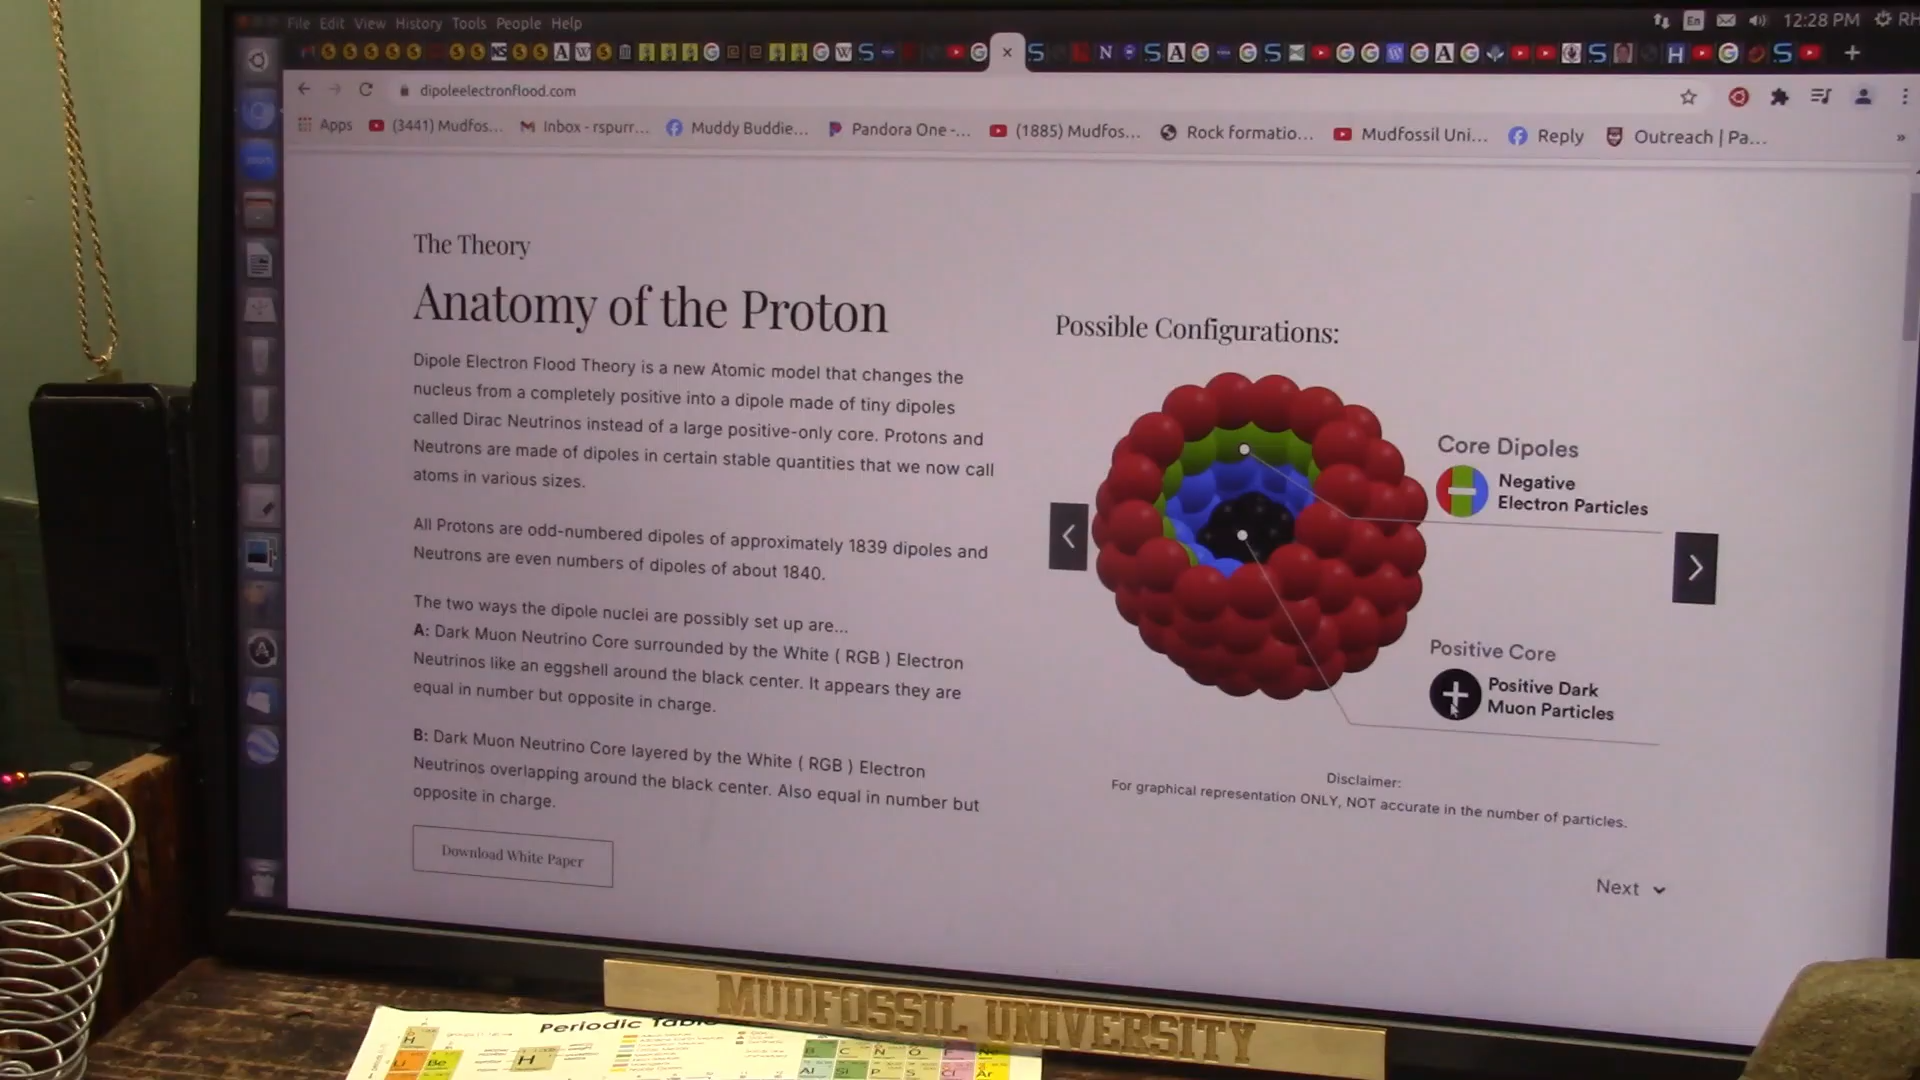 File Edit View History Tools People Help
En 12:28 PM RH
dipoleelectronflood.com
Apps (3441) Mudfos... Inbox - rspurr... Muddy Buddie... Pandora One -... (1885) Mudfos... Rock formatio... Mudfossil Uni... Reply Outreach | Pa... »
The Theory
Anatomy of the Proton
Dipole Electron Flood Theory is a new Atomic model that changes the
nucleus from a completely positive into a dipole made of tiny dipoles
called Dirac Neutrinos instead of a large positive-only core. Protons and
Neutrons are made of dipoles in certain stable quantities that we now call
atoms in various sizes.
All Protons are odd-numbered dipoles of approximately 1839 dipoles and
Neutrons are even numbers of dipoles of about 1840.
The two ways the dipole nuclei are possibly set up are...
A: Dark Muon Neutrino Core surrounded by the White ( RGB ) Electron
Neutrinos like an eggshell around the black center. It appears they are
equal in number but opposite in charge.
B: Dark Muon Neutrino Core layered by the White ( RGB ) Electron
Neutrinos overlapping around the black center. Also equal in number but
opposite in charge.
Download White Paper
Possible Configurations:
Core Dipoles
Negative
Electron Particles
Positive Core
Positive Dark
Muon Particles
Disclaimer:
For graphical representation ONLY, NOT accurate in the number of particles.
Next
MUDFOSSIL UNIVERSITY
Periodic
H
Li Be H B C N O F
Al Si P S Cl Ar